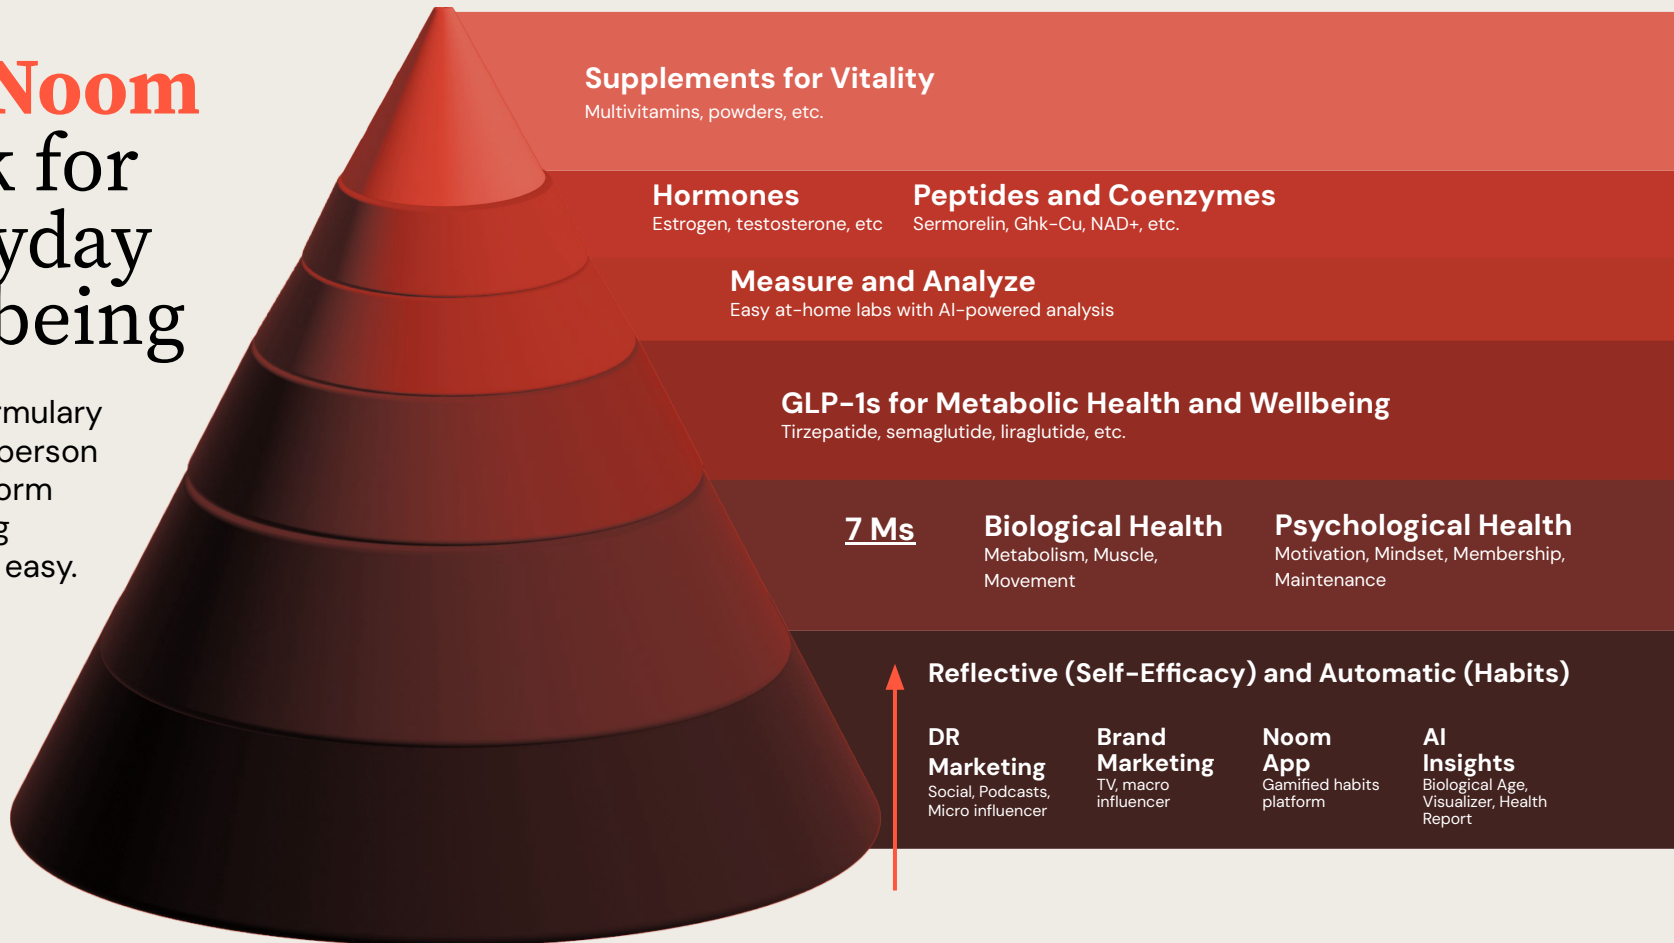 Noom
k for
yday
being
rmulary
person
orm
g
easy.
Supplements for Vitality
Multivitamins, powders, etc.
Hormones
Estrogen, testosterone, etc
Peptides and Coenzymes
Sermorelin, Ghk-Cu, NAD+, etc.
Measure and Analyze
Easy at-home labs with AI-powered analysis
GLP-1s for Metabolic Health and Wellbeing
Tirzepatide, semaglutide, liraglutide, etc.
7 Ms
Biological Health
Metabolism, Muscle,
Movement
Psychological Health
Motivation, Mindset, Membership,
Maintenance
Reflective (Self-Efficacy) and Automatic (Habits)
DR
Marketing
Social, Podcasts,
Micro influencer
Brand
Marketing
TV, macro
influencer
Noom
App
Gamified habits
platform
AI
Insights
Biological Age,
Visualizer, Health
Report